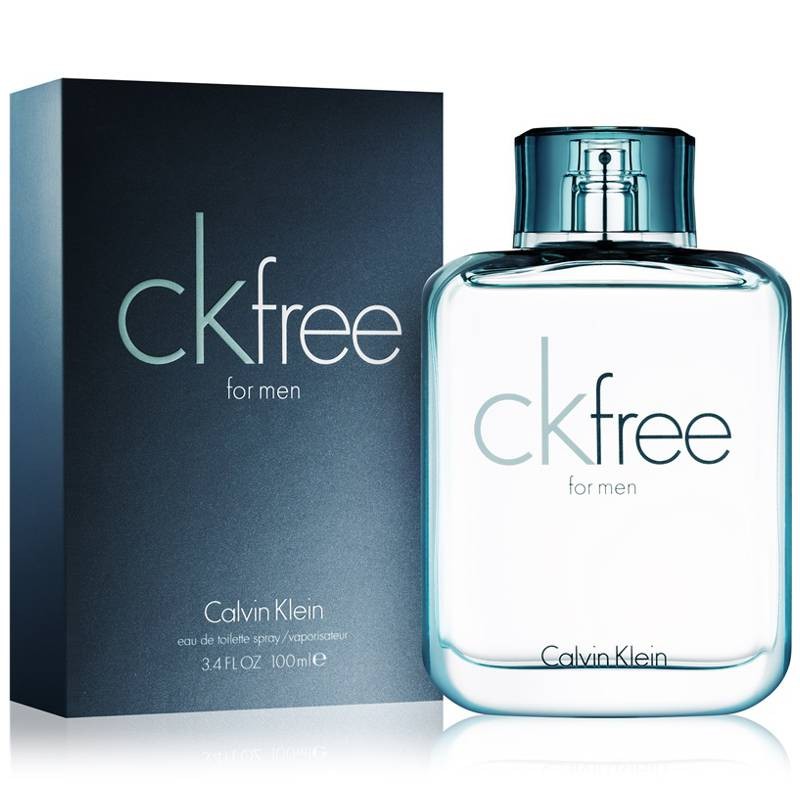 ckfree
for men
Calvin Klein
eau de toilette spray/vaporisateur
3.4 FL OZ 100ml℮
ckfree
for men
Calvin Klein